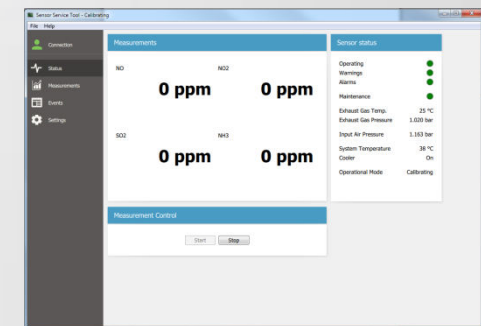 Sensor Service Tool - Calibrating
File Help
Connection
Status
Measurements
Events
Settings
Measurements
NO
0 ppm
NO2
0 ppm
SO2
0 ppm
NH3
0 ppm
Measurement Control
Start Stop
Sensor status
Operating
Warnings
Alarms
Maintenance
Exhaust Gas Temp. 25 °C
Exhaust Gas Pressure 1.020 bar
Input Air Pressure 1.163 bar
System Temperature 38 °C
Cooler On
Operational Mode Calibrating